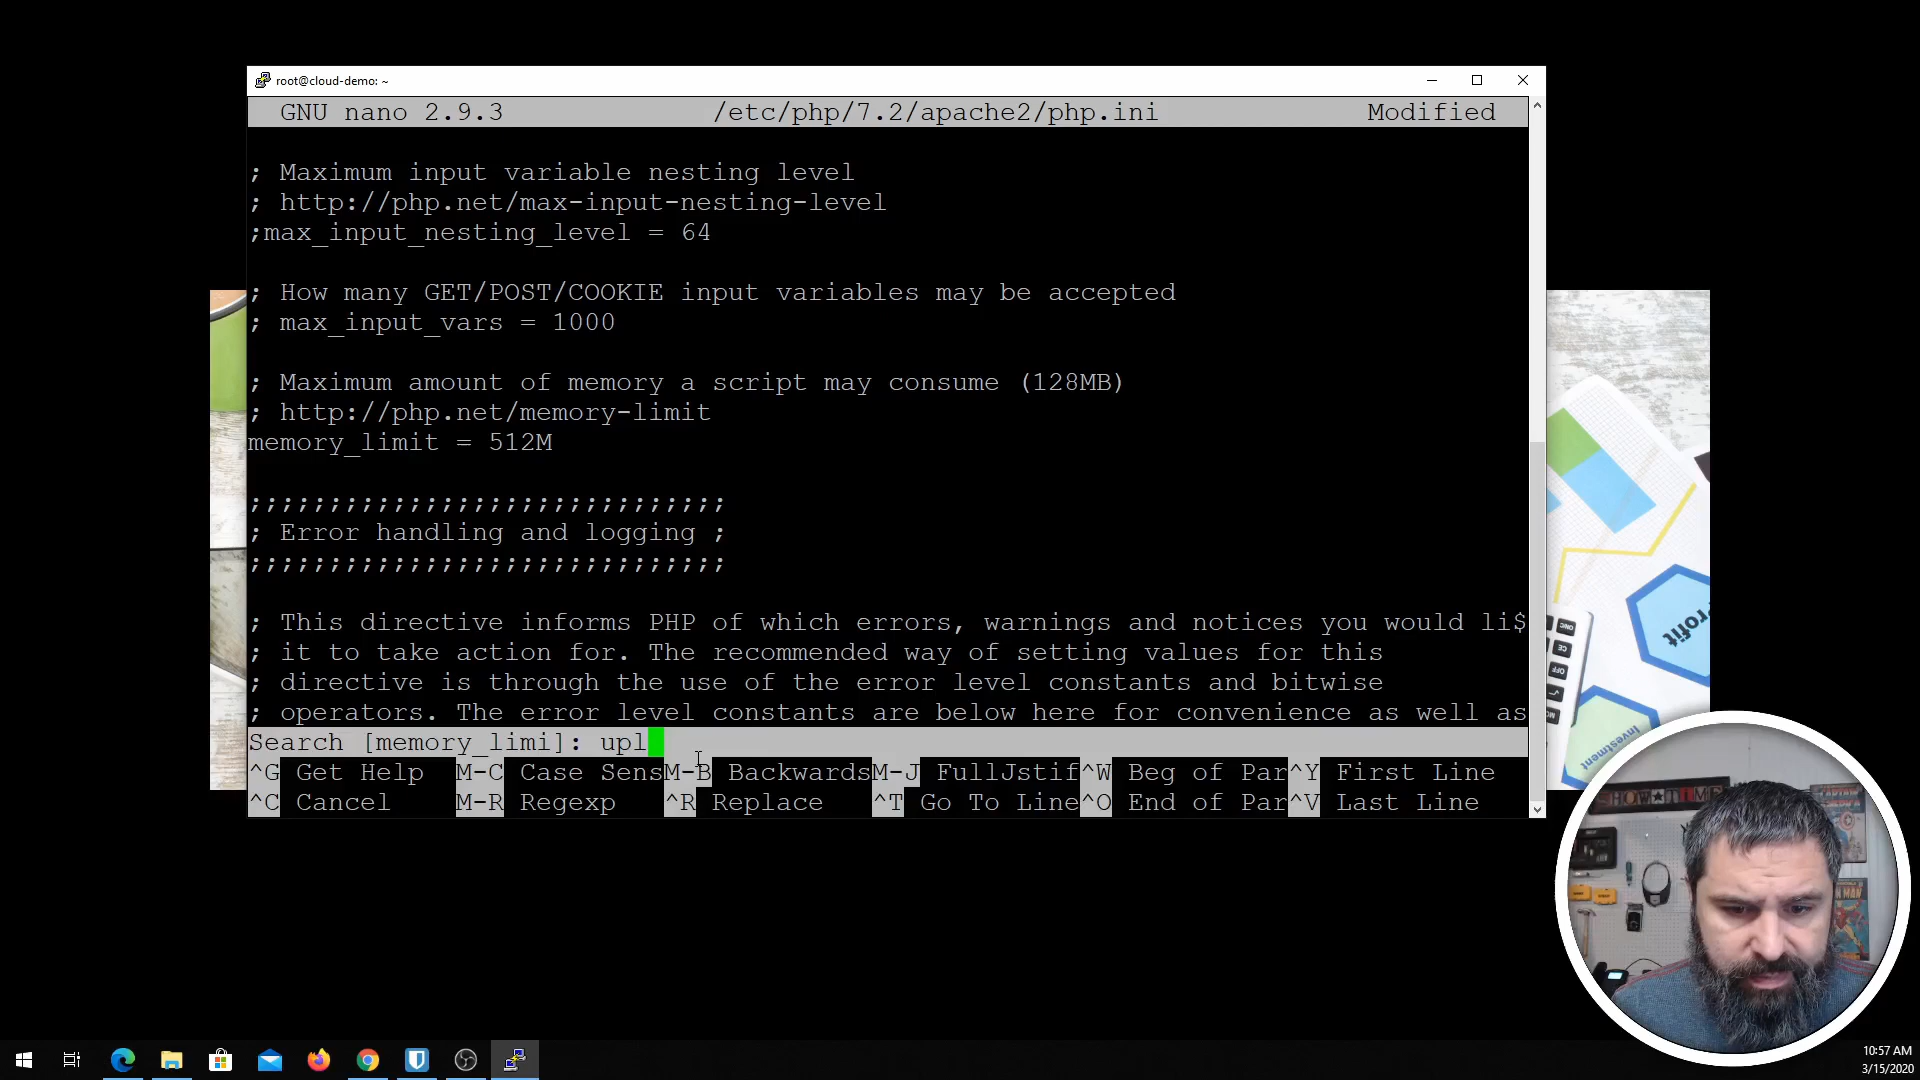 root@cloud-demo: ~
GNU nano 2.9.3 /etc/php/7.2/apache2/php.ini Modified
; Maximum input variable nesting level
; http://php.net/max-input-nesting-level
;max_input_nesting_level = 64
; How many GET/POST/COOKIE input variables may be accepted
; max_input_vars = 1000
; Maximum amount of memory a script may consume (128MB)
; http://php.net/memory-limit
memory_limit = 512M
;;;;;;;;;;;;;;;;;;;;;;;;;;;;;;
; Error handling and logging ;
;;;;;;;;;;;;;;;;;;;;;;;;;;;;;;
; This directive informs PHP of which errors, warnings and notices you would li$
; it to take action for. The recommended way of setting values for this
; directive is through the use of the error level constants and bitwise
; operators. The error level constants are below here for convenience as well as
Search [memory_limi]: upl
^G Get Help M-C Case Sens M-B Backwards M-J FullJstif ^W Beg of Par ^Y First Line
^C Cancel M-R Regexp ^R Replace ^T Go To Line ^O End of Par ^V Last Line
Profit
Investment
SHOW TIME
10:57 AM
3/15/2020